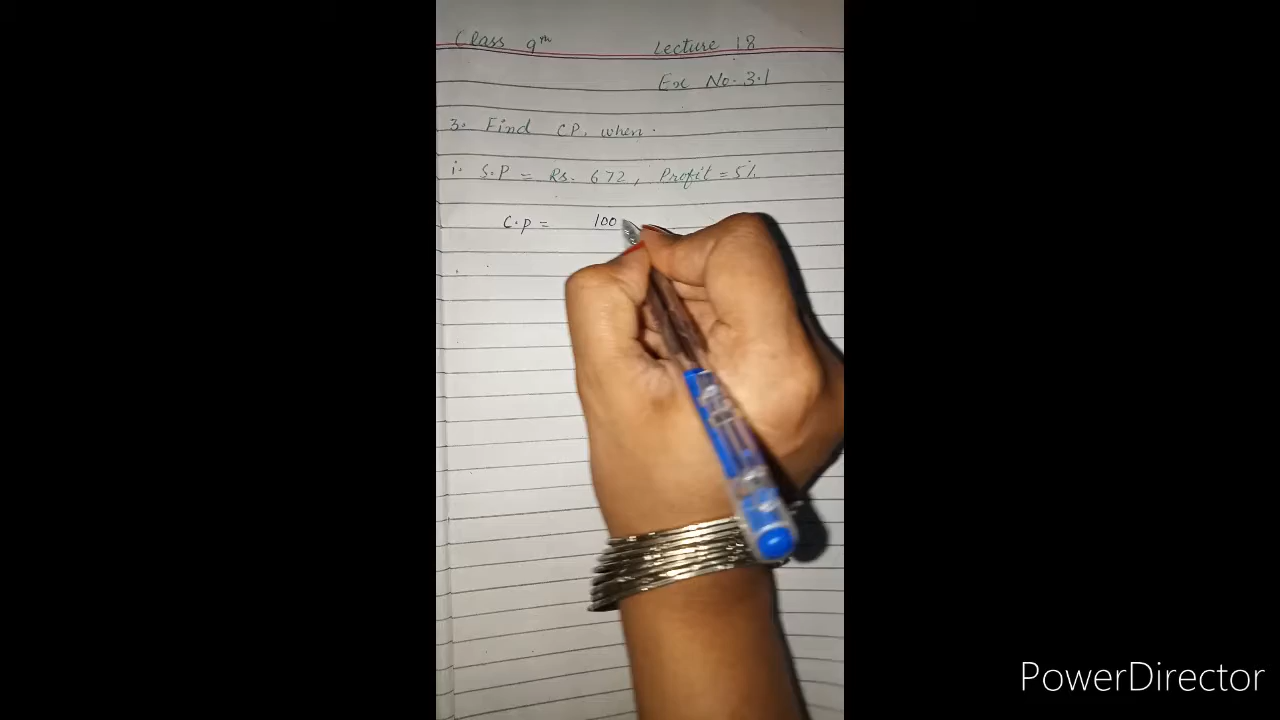 Class 9th Lecture 18
Ex No. 3.1
3. Find CP. when.
i. S.P = Rs. 672, Profit = 5%
C.p = 100
PowerDirector